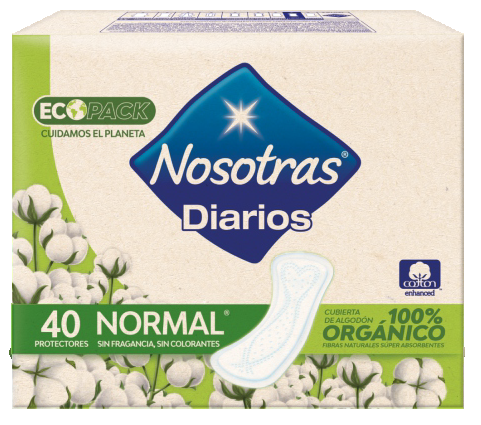 ECOPACK
CUIDAMOS EL PLANETA
Nosotras®
Diarios
cotton
enhanced
40 NORMAL®
PROTECTORES
SIN FRAGANCIA, SIN COLORANTES
CUBIERTA
DE ALGODÓN
100%
ORGÁNICO
FIBRAS NATURALES SÚPER ABSORBENTES